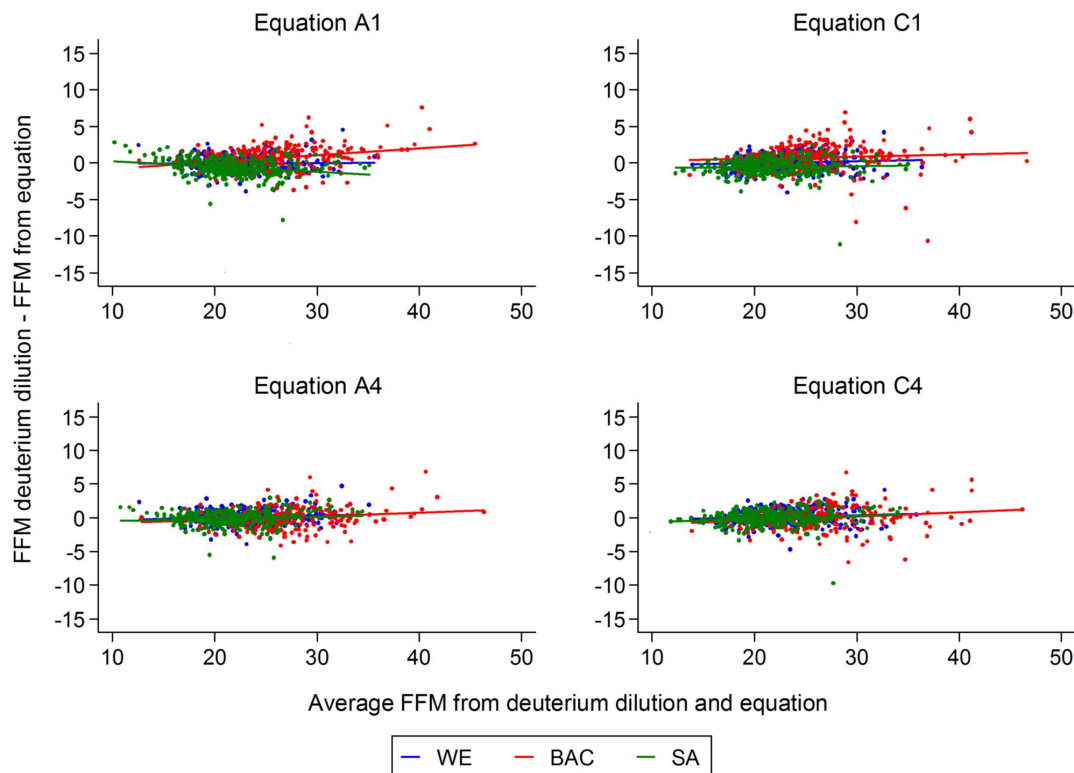 Equation A1
Equation C1
FFM deuterium dilution - FFM from equation
15
10
5
0
-5
-10
-15
10 20 30 40 50
15
10
5
0
-5
-10
-15
10 20 30 40 50
Equation A4
Equation C4
15
10
5
0
-5
-10
-15
10 20 30 40 50
15
10
5
0
-5
-10
-15
10 20 30 40 50
Average FFM from deuterium dilution and equation
WE BAC SA